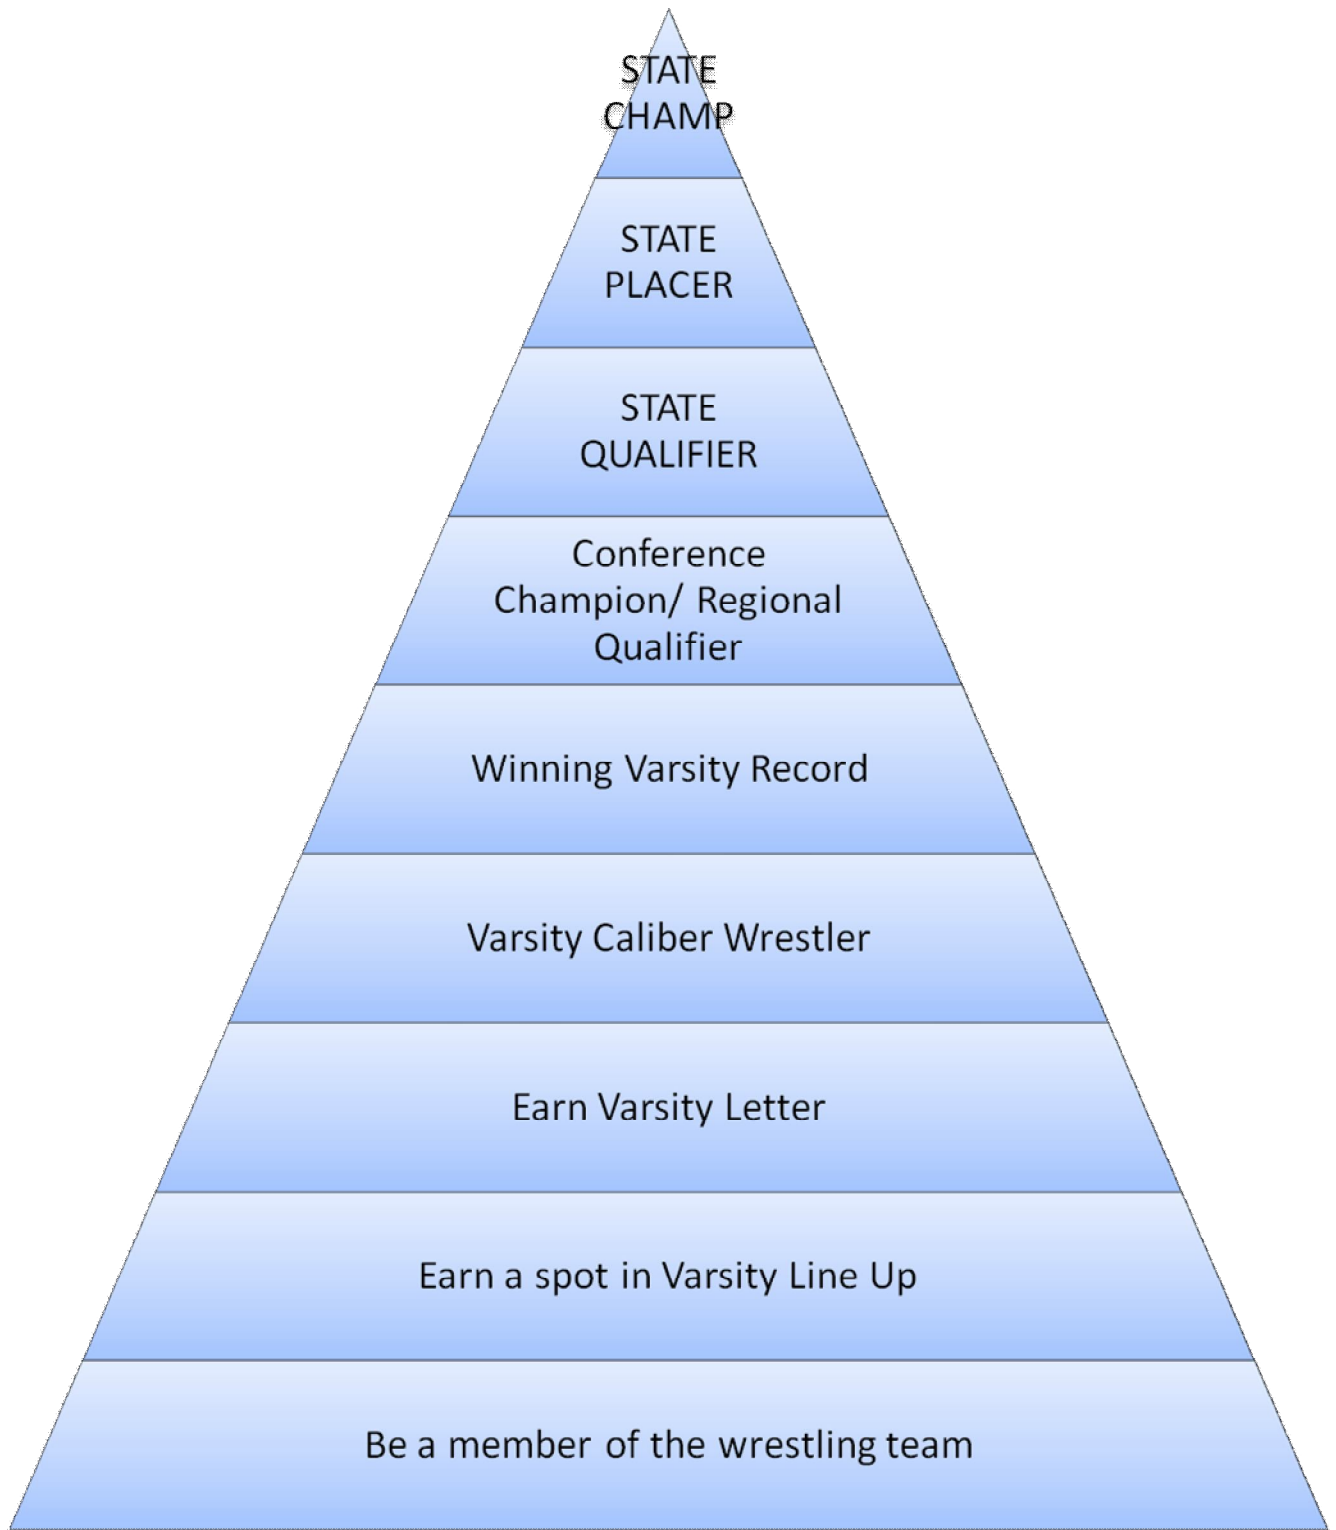 STATE
CHAMP
STATE
PLACER
STATE
QUALIFIER
Conference
Champion/ Regional
Qualifier
Winning Varsity Record
Varsity Caliber Wrestler
Earn Varsity Letter
Earn a spot in Varsity Line Up
Be a member of the wrestling team